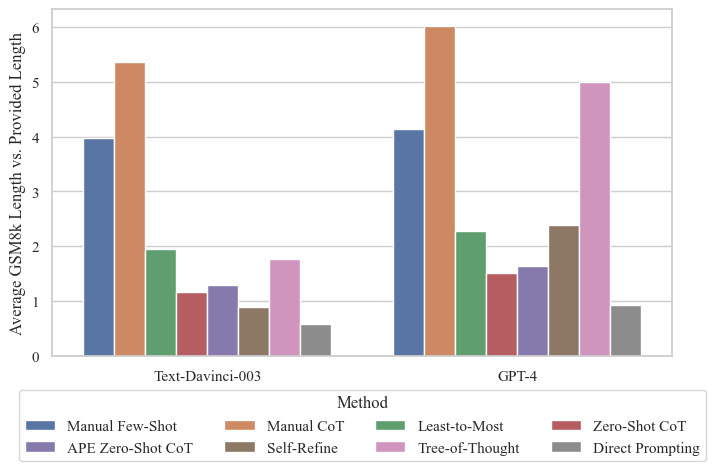 Average GSM8k Length vs. Provided Length
6
5
4
3
2
1
0
Text-Davinci-003 GPT-4
Method
Manual Few-Shot Manual CoT Least-to-Most Zero-Shot CoT
APE Zero-Shot CoT Self-Refine Tree-of-Thought Direct Prompting